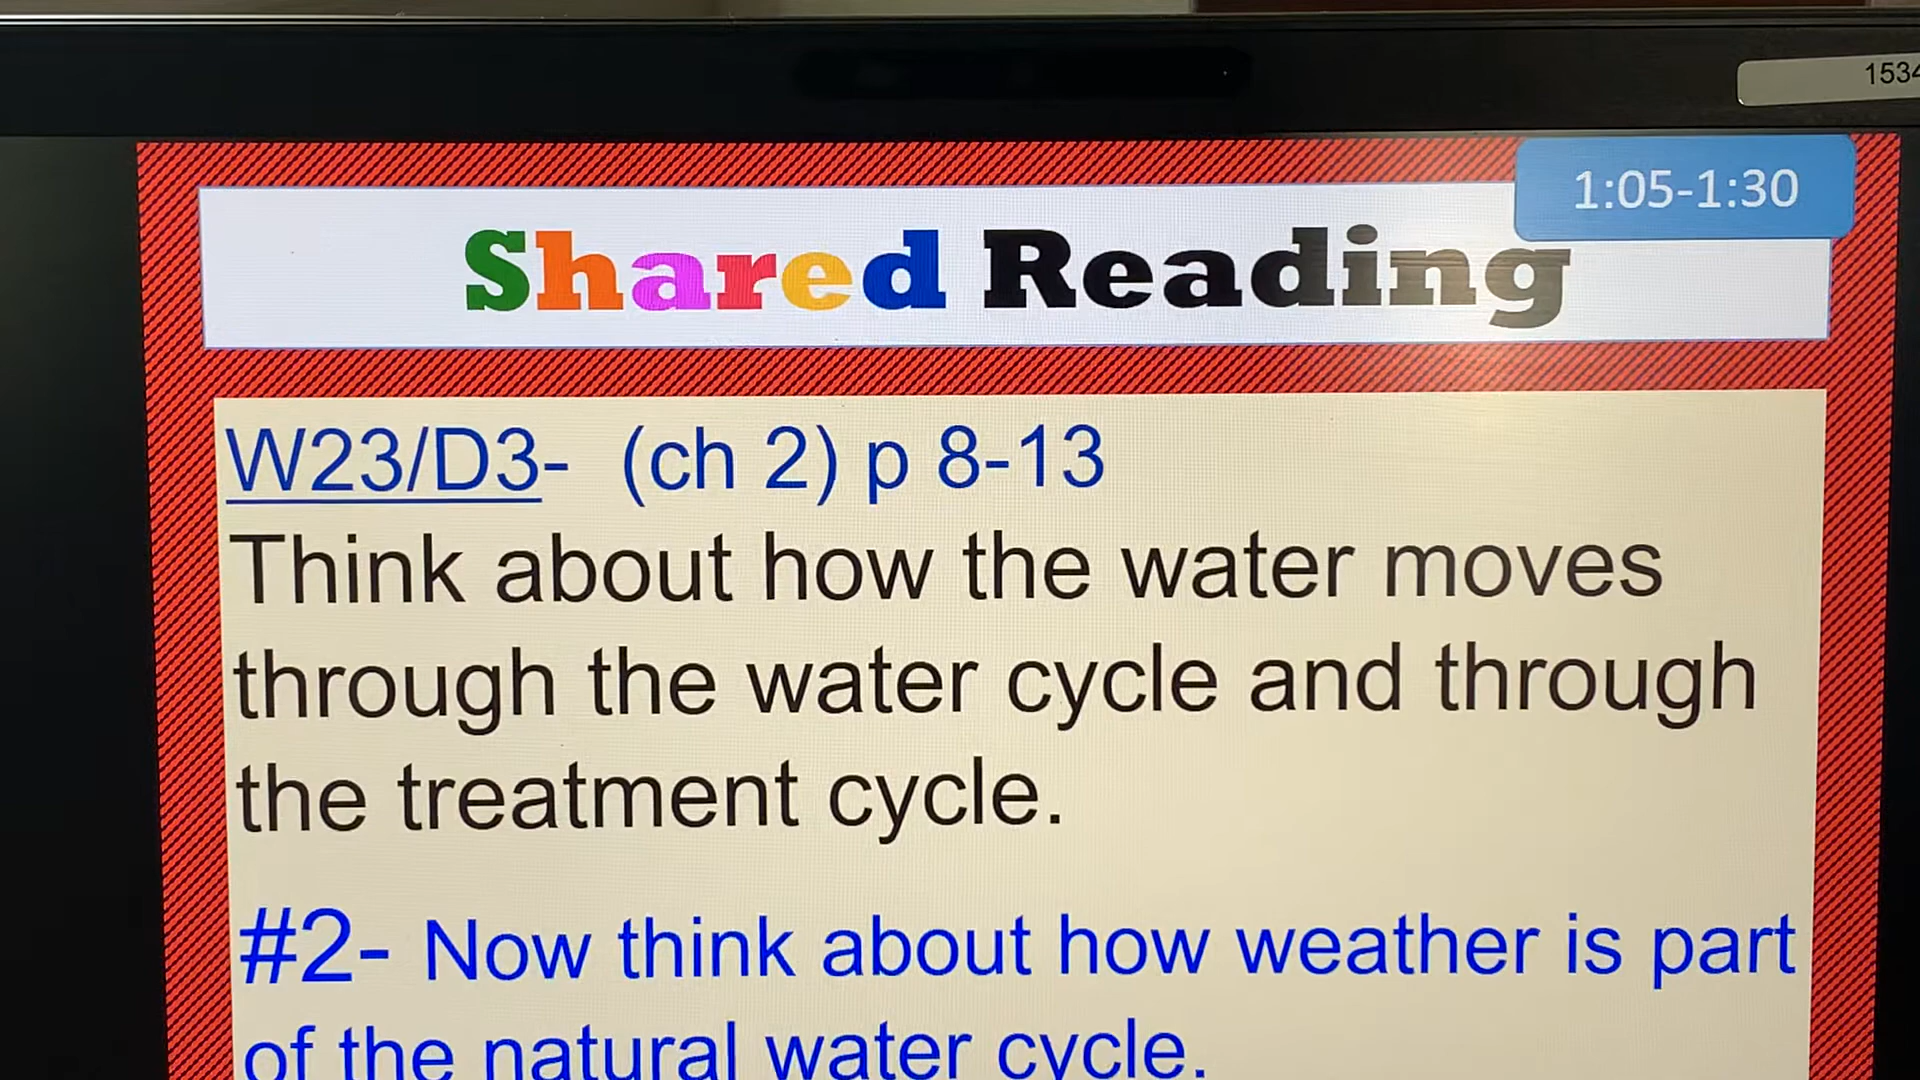 1534
1:05-1:30
Shared Reading
W23/D3- (ch 2) p 8-13
Think about how the water moves
through the water cycle and through
the treatment cycle.
#2- Now think about how weather is part
of the natural water cycle.